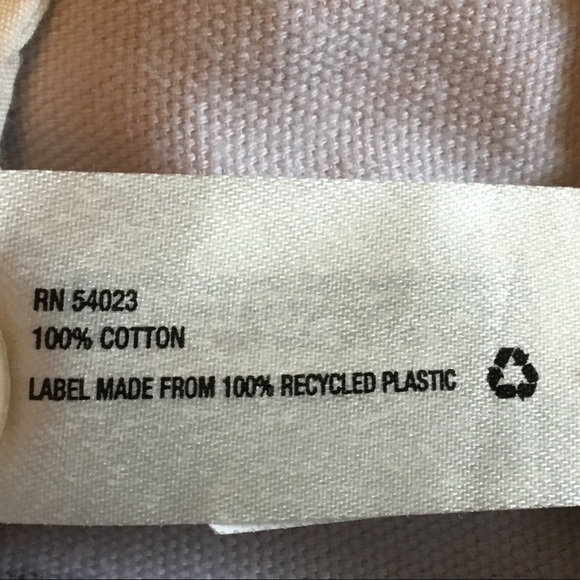 RN 54023
100% COTTON
LABEL MADE FROM 100% RECYCLED PLASTIC